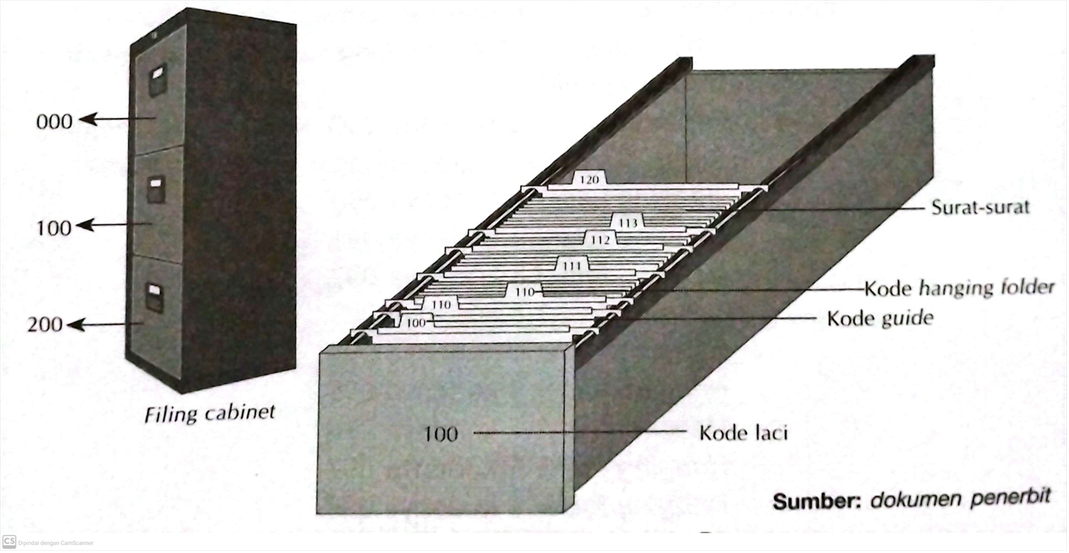 000
100
200
Filing cabinet
120
113
112
111
110
110
100
100
Surat-surat
Kode hanging folder
Kode guide
Kode laci
Sumber: dokumen penerbit
CS Dipindai dengan CamScanner